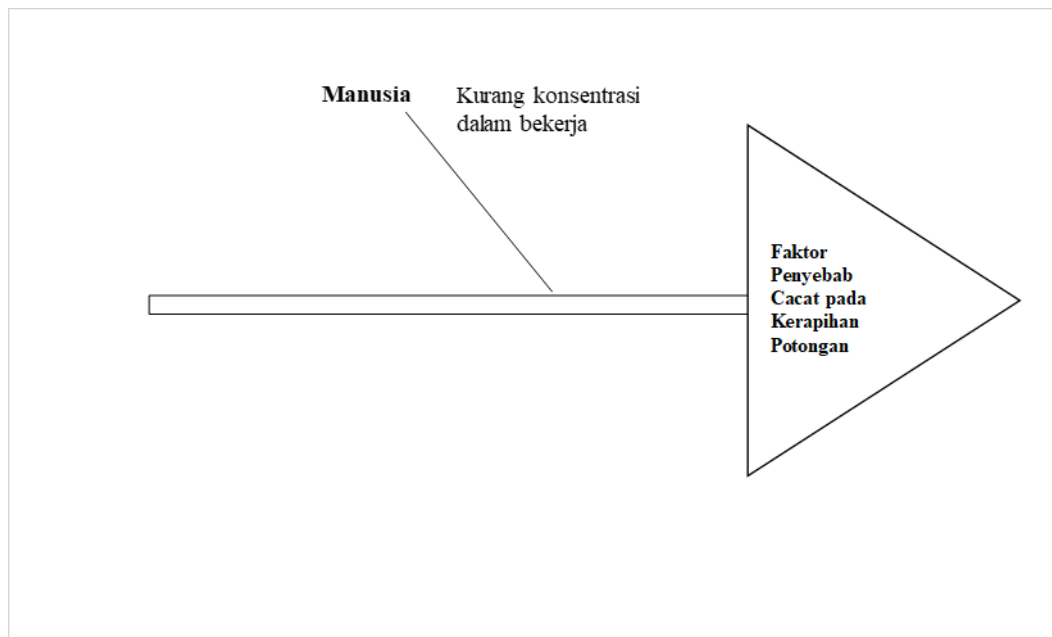 Manusia
Kurang konsentrasi
dalam bekerja
Faktor
Penyebab
Cacat pada
Kerapihan
Potongan